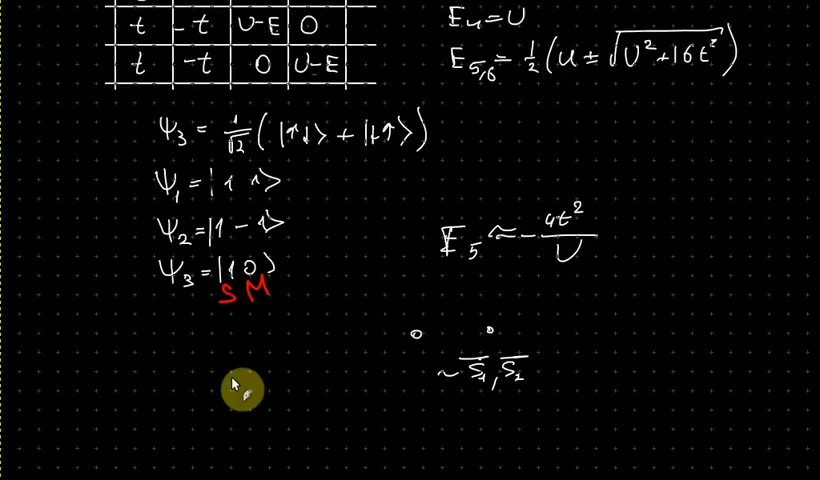 t | -t | U-E | 0
t | -t | 0 | U-E
E₄ = U
E₅,₆ = 1/2 (U ± √(U² + 16t²))
Ψ₃ = 1/√2 (|↑↓⟩ + |↓↑⟩)
Ψ₁ = |1 1⟩
Ψ₂ = |1 -1⟩
Ψ₃ = |1 0⟩
S M
E₅ ≈ - 4t²/U
~ S₁, S₂